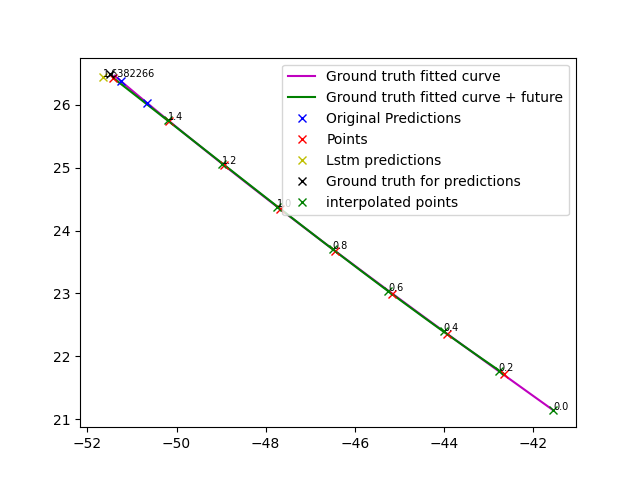 Ground truth fitted curve
Ground truth fitted curve + future
Original Predictions
Points
Lstm predictions
Ground truth for predictions
interpolated points
1.4
1.2
1.0
0.8
0.6
0.4
0.2
0.0
26
25
24
23
22
21
−52
−50
−48
−46
−44
−42